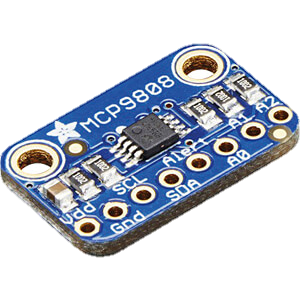 MCP9808
Vdd
Gnd
SCL
SDA
Alert
A0
A1
A2